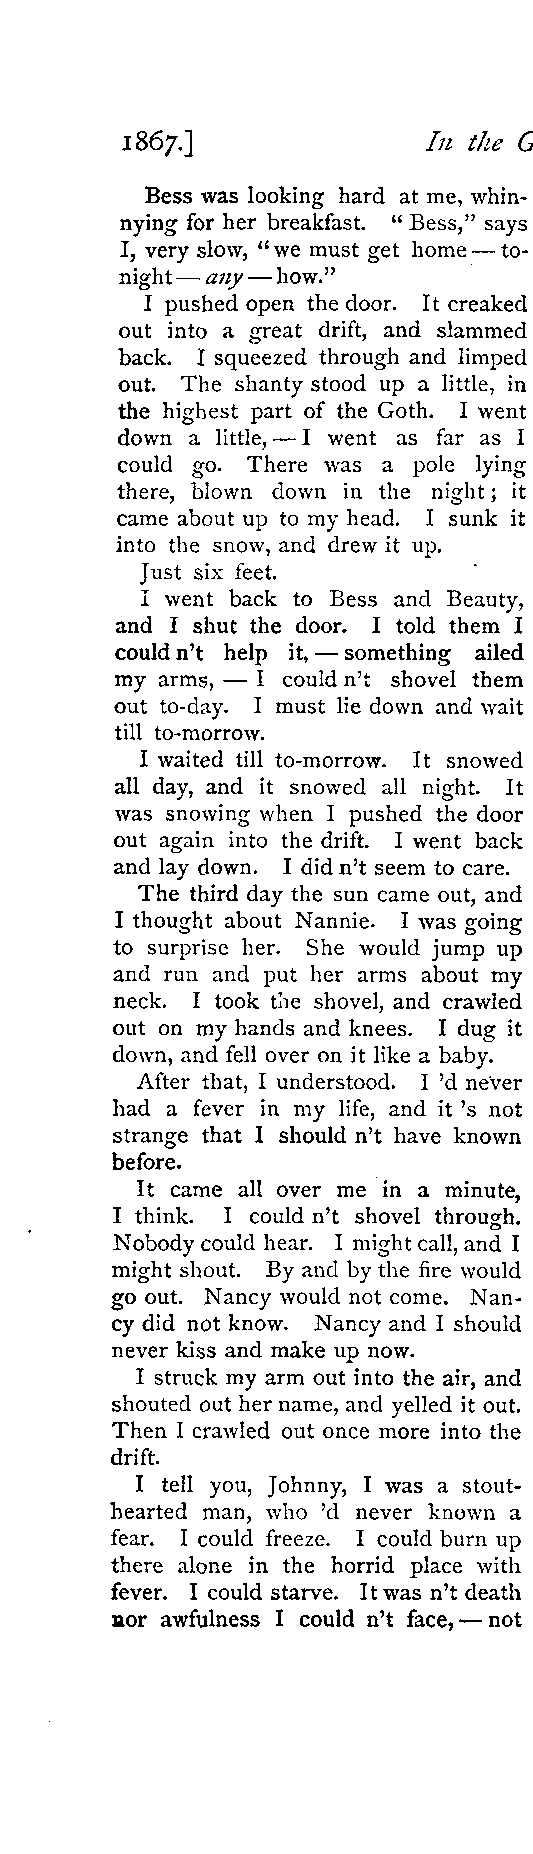 1867.] In the G
Bess was looking hard at me, whin-
nying for her breakfast. “ Bess,” says
I, very slow, “we must get home — to-
night — any — how.”
I pushed open the door. It creaked
out into a great drift, and slammed
back. I squeezed through and limped
out. The shanty stood up a little, in
the highest part of the Goth. I went
down a little, — I went as far as I
could go. There was a pole lying
there, blown down in the night; it
came about up to my head. I sunk it
into the snow, and drew it up.
Just six feet.
I went back to Bess and Beauty,
and I shut the door. I told them I
could n’t help it, — something ailed
my arms, — I could n’t shovel them
out to-day. I must lie down and wait
till to-morrow.
I waited till to-morrow. It snowed
all day, and it snowed all night. It
was snowing when I pushed the door
out again into the drift. I went back
and lay down. I did n’t seem to care.
The third day the sun came out, and
I thought about Nannie. I was going
to surprise her. She would jump up
and run and put her arms about my
neck. I took the shovel, and crawled
out on my hands and knees. I dug it
down, and fell over on it like a baby.
After that, I understood. I ’d never
had a fever in my life, and it ’s not
strange that I should n’t have known
before.
It came all over me in a minute,
I think. I could n’t shovel through.
Nobody could hear. I might call, and I
might shout. By and by the fire would
go out. Nancy would not come. Nan-
cy did not know. Nancy and I should
never kiss and make up now.
I struck my arm out into the air, and
shouted out her name, and yelled it out.
Then I crawled out once more into the
drift.
I tell you, Johnny, I was a stout-
hearted man, who ’d never known a
fear. I could freeze. I could burn up
there alone in the horrid place with
fever. I could starve. It was n’t death
nor awfulness I could n’t face, — not